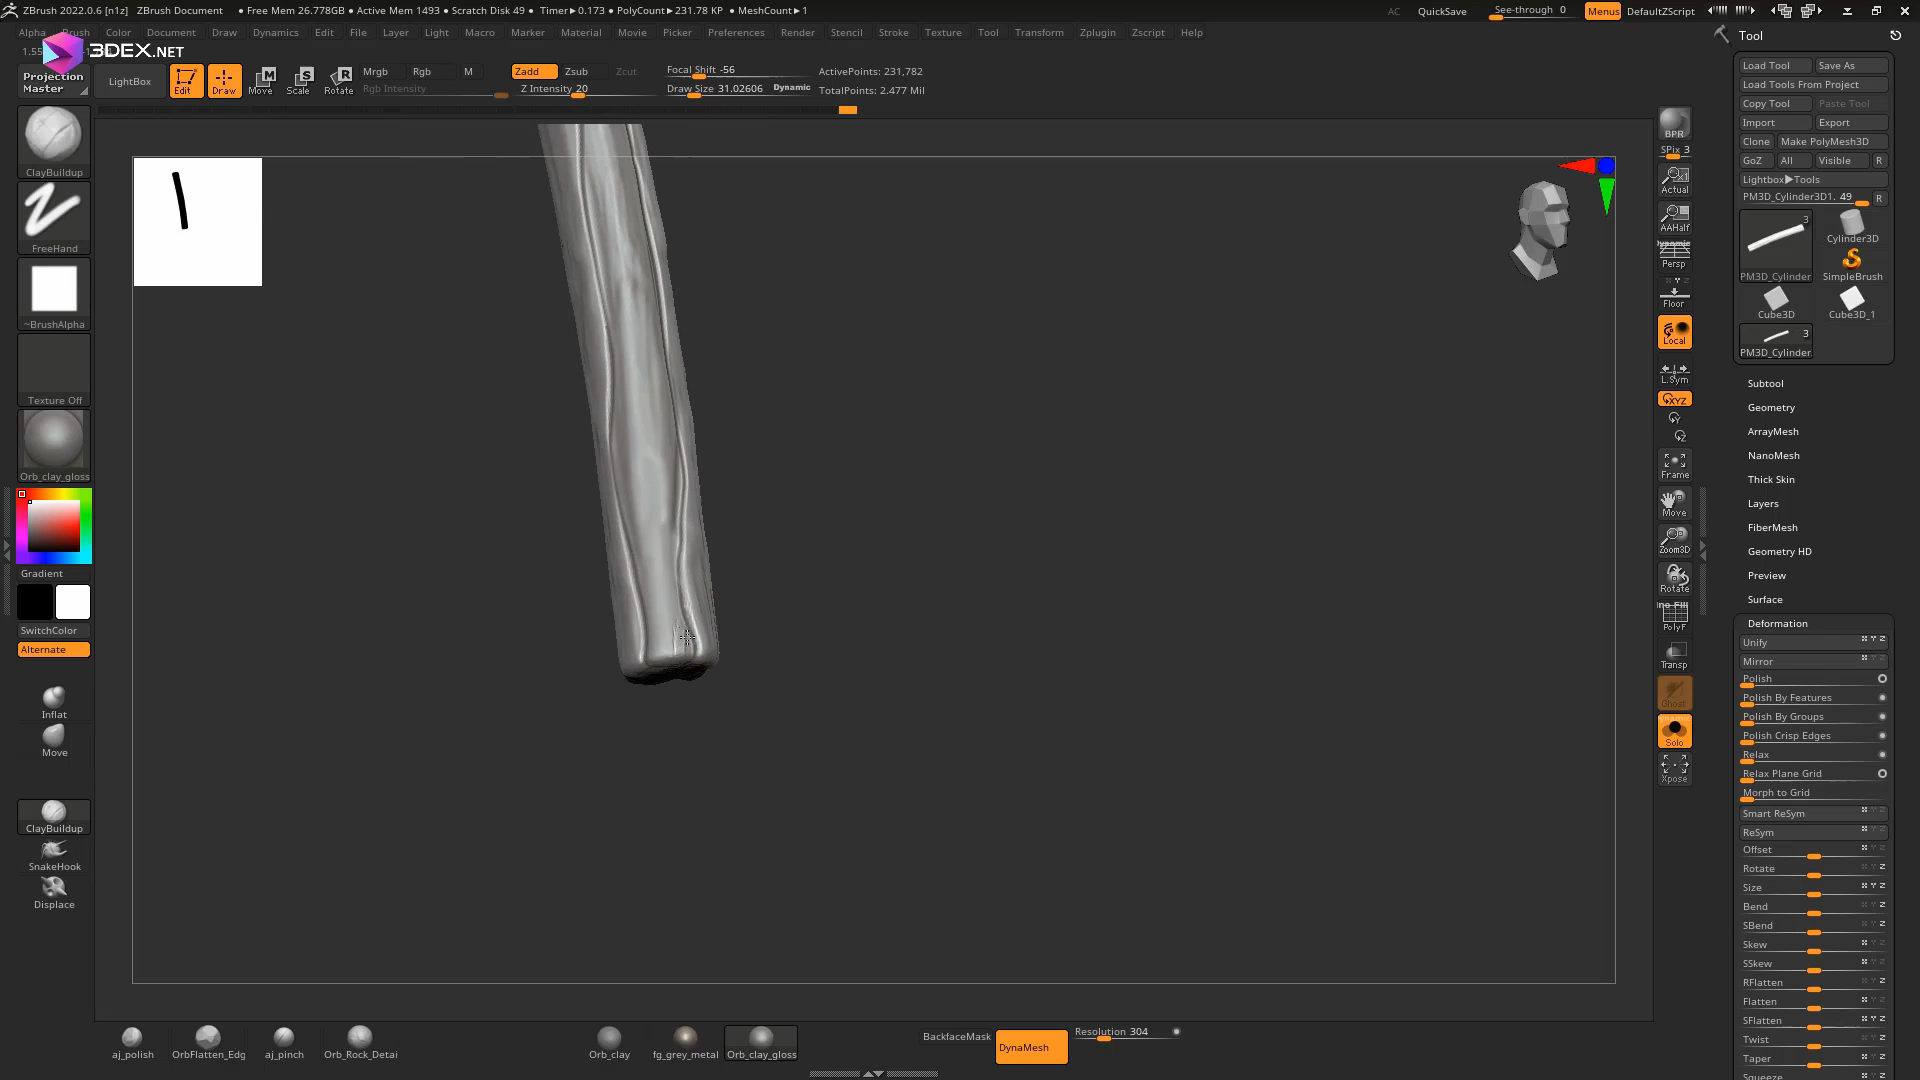 ZBrush 2022.0.6 [n1z] ZBrush Document • Free Mem 26.778GB • Active Mem 1493 • Scratch Disk 49 • Timer▶0.173 • PolyCount▶231.78 KP • MeshCount▶1 AC QuickSave See-through 0 Menus DefaultZScript
Alpha Brush Color Document Draw Dynamics Edit File Layer Light Macro Marker Material Movie Picker Preferences Render Stencil Stroke Texture Tool Transform Zplugin Zscript Help
3DEX.NET
Projection Master
LightBox
Edit
Draw
Move
Scale
Rotate
Mrgb Rgb M
Rgb Intensity
Zadd Zsub Zcut
Z Intensity 20
Focal Shift -56
Draw Size 31.02606 Dynamic
ActivePoints: 231,782
TotalPoints: 2.477 Mil
ClayBuildup
FreeHand
~BrushAlpha
Texture Off
Orb_clay_gloss
Gradient
SwitchColor
Alternate
Inflat
Move
ClayBuildup
SnakeHook
Displace
BPR
SPix 3
Actual
AAHalf
Dynamic
Persp
Floor
Local
L.Sym
XYZ
Frame
Move
Zoom3D
Rotate
PolyF
Transp
Ghost
Solo
Xpose
Tool
Load Tool Save As
Load Tools From Project
Copy Tool Paste Tool
Import Export
Clone Make PolyMesh3D
GoZ All Visible R
Lightbox▶Tools
PM3D_Cylinder3D1. 49 R
3
PM3D_Cylinder
Cylinder3D
SimpleBrush
Cube3D Cube3D_1
3
PM3D_Cylinder
Subtool
Geometry
ArrayMesh
NanoMesh
Thick Skin
Layers
FiberMesh
Geometry HD
Preview
Surface
Deformation
Unify
Mirror
Polish
Polish By Features
Polish By Groups
Polish Crisp Edges
Relax
Relax Plane Grid
Morph to Grid
Smart ReSym
ReSym
Offset
Rotate
Size
Bend
SBend
Skew
SSkew
RFlatten
Flatten
SFlatten
Twist
Taper
Squeeze
aj_polish OrbFlatten_Edg aj_pinch Orb_Rock_Detai Orb_clay fg_grey_metal Orb_clay_gloss
BackfaceMask DynaMesh Resolution 304